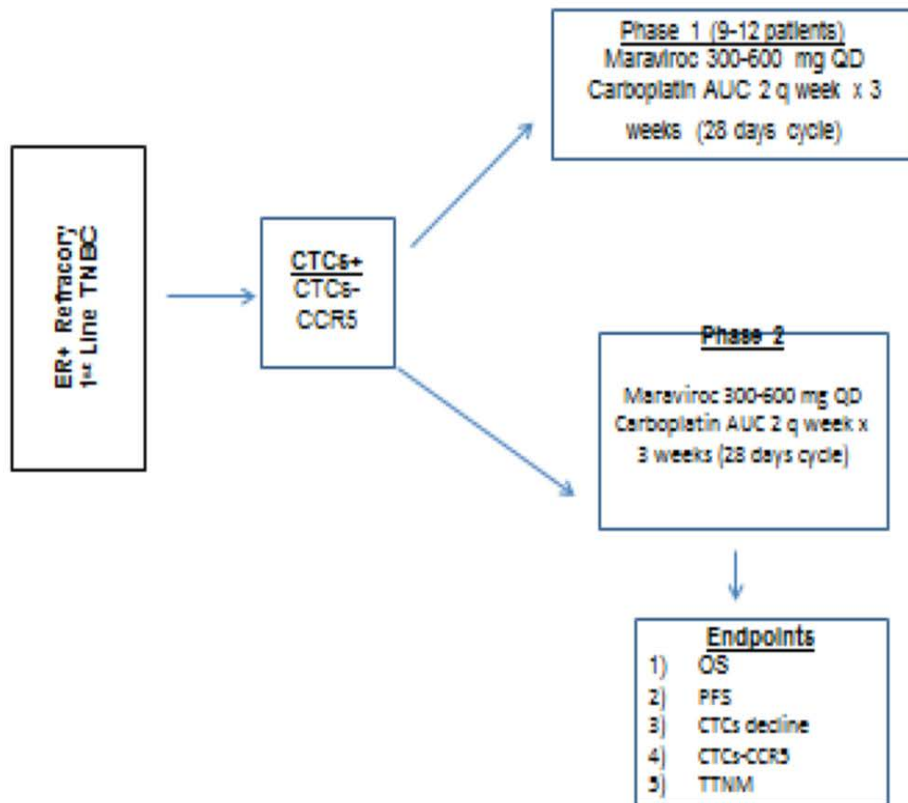 ER+ Refracory
1st Line TNBC
CTCs+
CTCs-
CCR5
Phase 1 (9-12 patients)
Maraviroc 300-600 mg QD
Carboplatin AUC 2 q week x 3
weeks (28 days cycle)
Phase 2
Maraviroc 300-600 mg QD
Carboplatin AUC 2 q week x
3 weeks (28 days cycle)
Endpoints
1) OS
2) PFS
3) CTCs decline
4) CTCs-CCR5
5) TTNM